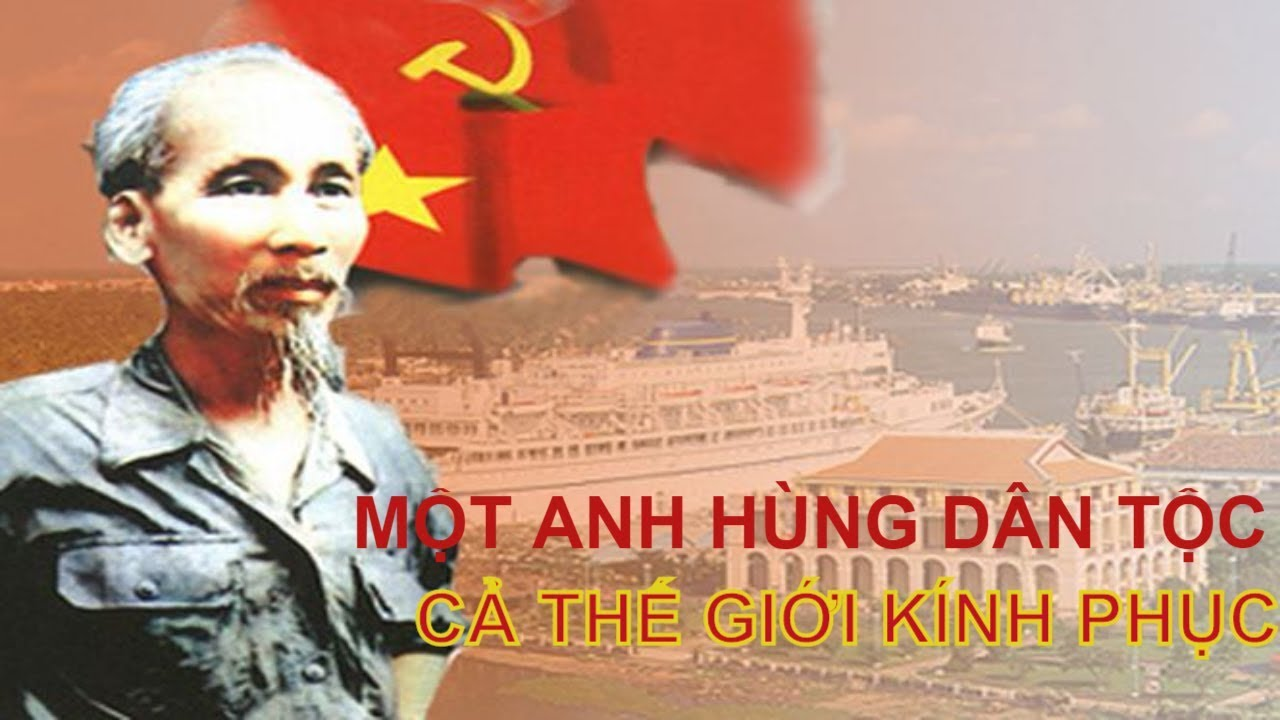 MỘT ANH HÙNG DÂN TỘC
CẢ THẾ GIỚI KÍNH PHỤC